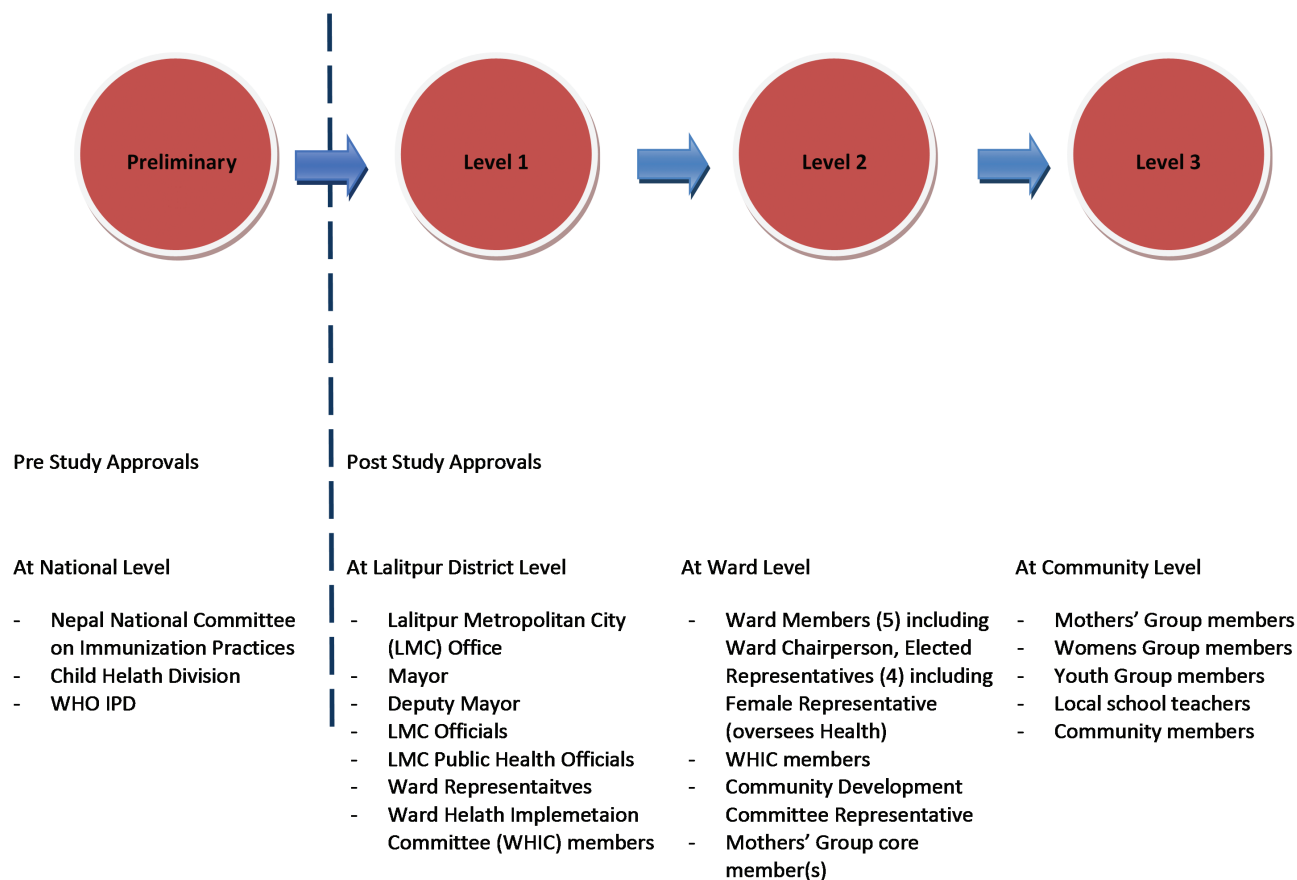 Preliminary
Level 1
Level 2
Level 3
Pre Study Approvals
Post Study Approvals
At National Level
- Nepal National Committee
on Immunization Practices
- Child Helath Division
- WHO IPD
At Lalitpur District Level
- Lalitpur Metropolitan City
(LMC) Office
- Mayor
- Deputy Mayor
- LMC Officials
- LMC Public Health Officials
- Ward Representaitves
- Ward Helath Implemetaion
Committee (WHIC) members
At Ward Level
- Ward Members (5) including
Ward Chairperson, Elected
Representatives (4) including
Female Representative
(oversees Health)
- WHIC members
- Community Development
Committee Representative
- Mothers’ Group core
member(s)
At Community Level
- Mothers’ Group members
- Womens Group members
- Youth Group members
- Local school teachers
- Community members